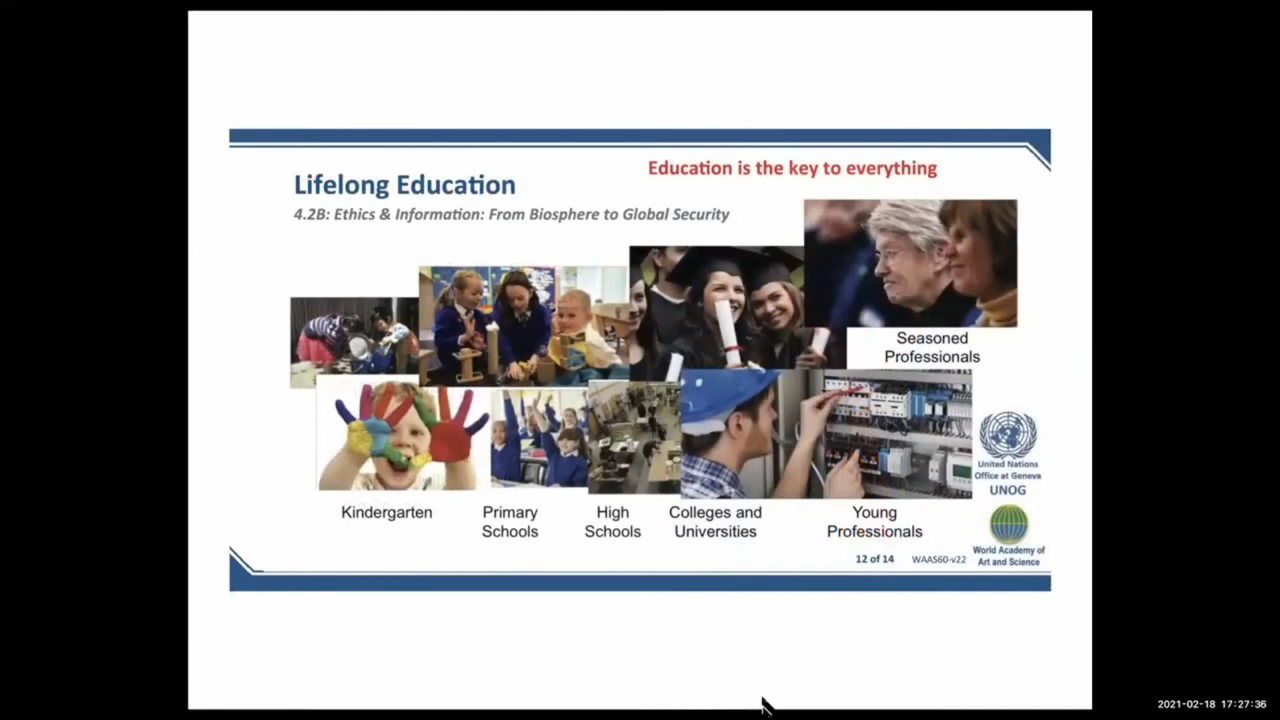 Education is the key to everything
Lifelong Education
4.2B: Ethics & Information: From Biosphere to Global Security
Seasoned
Professionals
United Nations
Office at Geneva
UNOG
Kindergarten
Primary
Schools
High
Schools
Colleges and
Universities
Young
Professionals
World Academy of
Art and Science
12 of 14
WAAS60-v22
2021-02-18 17:27:36